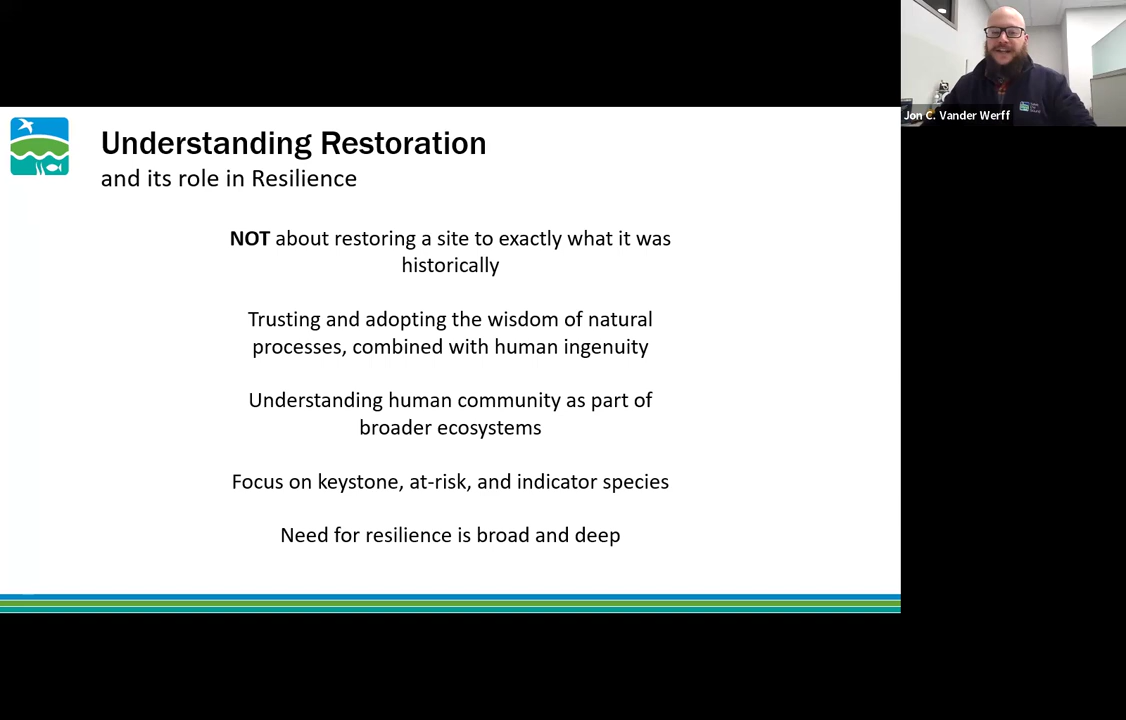 Jon C. Vander Werff
Understanding Restoration
and its role in Resilience
NOT about restoring a site to exactly what it was
historically
Trusting and adopting the wisdom of natural
processes, combined with human ingenuity
Understanding human community as part of
broader ecosystems
Focus on keystone, at-risk, and indicator species
Need for resilience is broad and deep